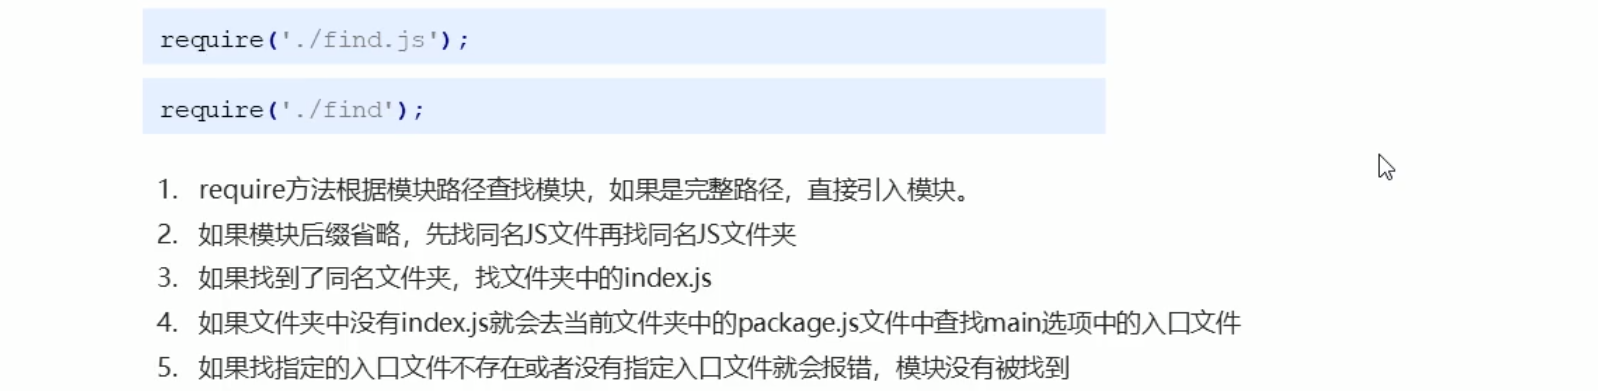 require('./find.js');
require('./find');
1. require方法根据模块路径查找模块，如果是完整路径，直接引入模块。
2. 如果模块后缀省略，先找同名JS文件再找同名JS文件夹
3. 如果找到了同名文件夹，找文件夹中的index.js
4. 如果文件夹中没有index.js就会去当前文件夹中的package.js文件中查找main选项中的入口文件
5. 如果找指定的入口文件不存在或者没有指定入口文件就会报错，模块没有被找到